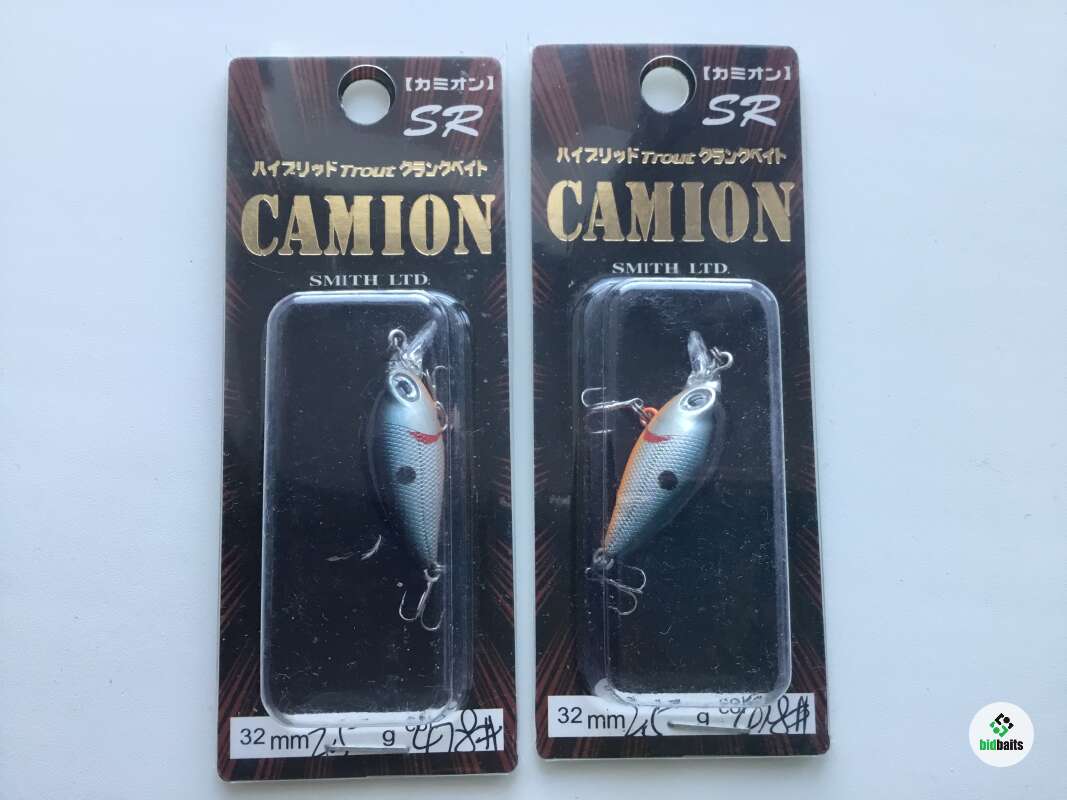 【カミオン】
SR
ハイブリッドTroutクランクベイト
CAMION
SMITH LTD.
32 mm g
【カミオン】
SR
ハイブリッドTroutクランクベイト
CAMION
SMITH LTD.
32 mm g
bidbaits